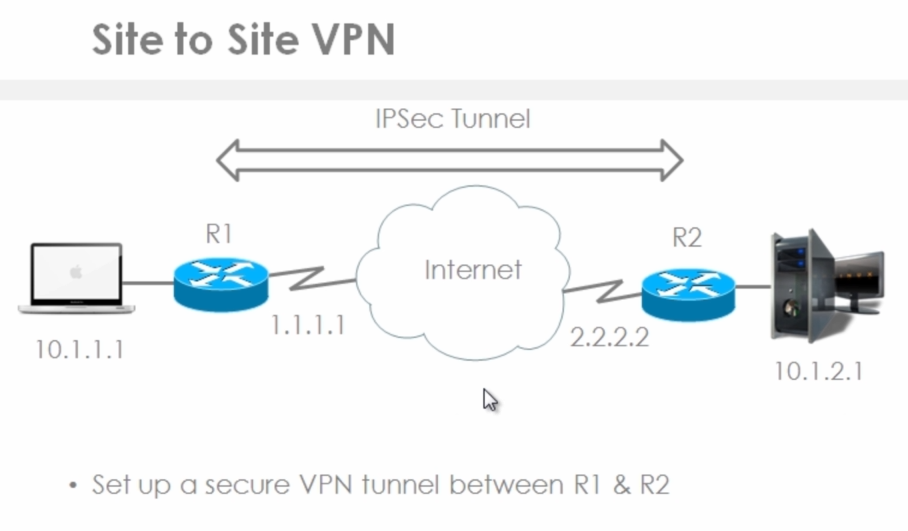 Site to Site VPN
IPSec Tunnel
R1
R2
Internet
1.1.1.1
2.2.2.2
10.1.1.1
10.1.2.1
• Set up a secure VPN tunnel between R1 & R2